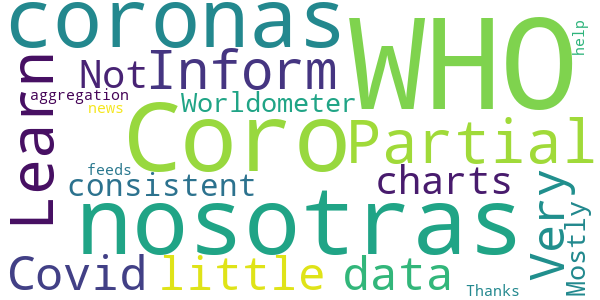 coronas
WHO
help
Learn
Not
Inform
aggregation
news
Worldometer
Coro
Partial
feeds
consistent
charts
Very
Mostly
nosotras
Covid
little
data
Thanks